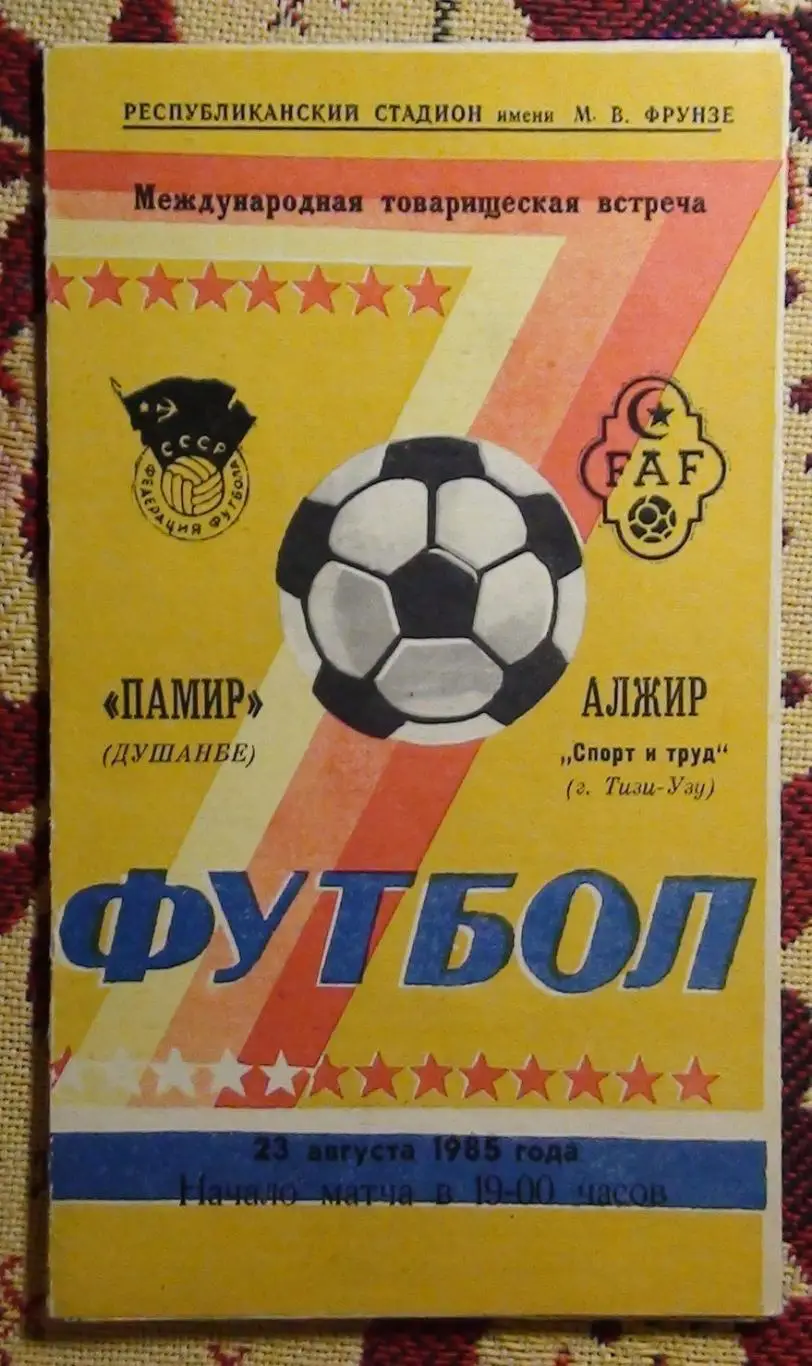 РЕСПУБЛИКАНСКИЙ СТАДИОН имени М. В. ФРУНЗЕ
Международная товарищеская встреча
СССР
ФЕДЕРАЦИЯ ФУТБОЛА
FAF
«ПАМИР»
(ДУШАНБЕ)
АЛЖИР
„Спорт и труд"
(г. Тизи-Узу)
ФУТБОЛ
23 августа 1985 года
Начало матча в 19-00 часов